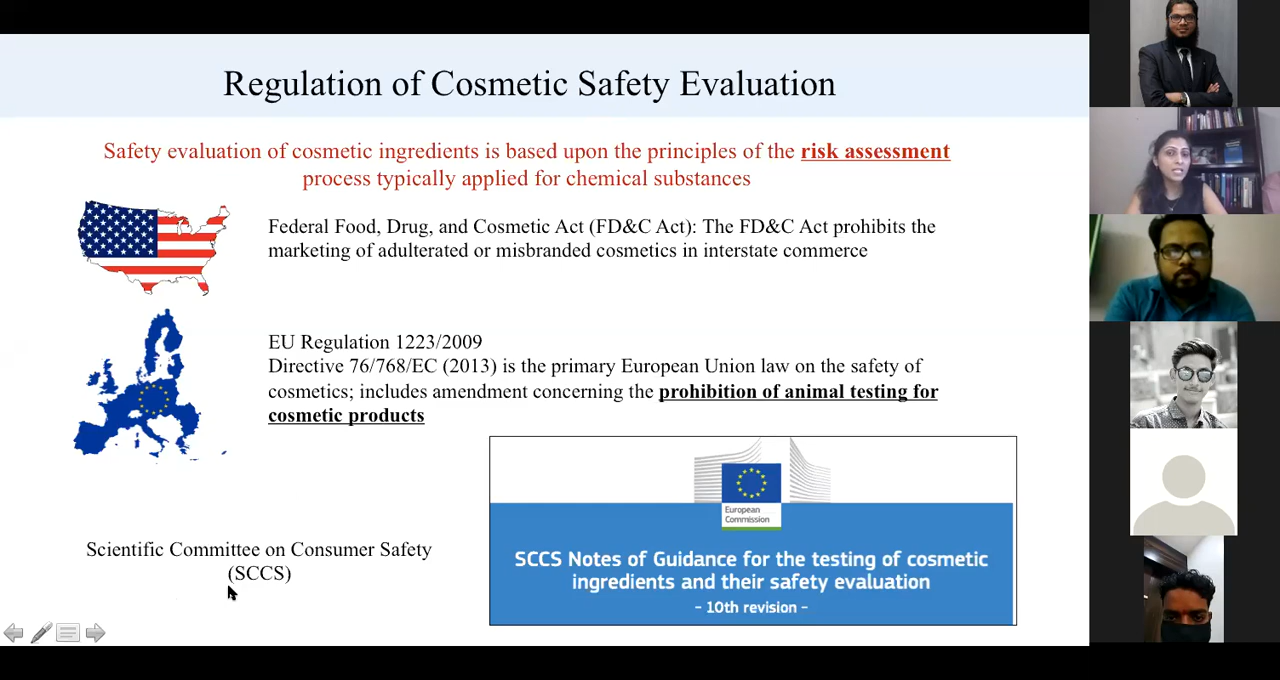 Regulation of Cosmetic Safety Evaluation
Safety evaluation of cosmetic ingredients is based upon the principles of the risk assessment
process typically applied for chemical substances
Federal Food, Drug, and Cosmetic Act (FD&C Act): The FD&C Act prohibits the
marketing of adulterated or misbranded cosmetics in interstate commerce
EU Regulation 1223/2009
Directive 76/768/EC (2013) is the primary European Union law on the safety of
cosmetics; includes amendment concerning the prohibition of animal testing for
cosmetic products
Scientific Committee on Consumer Safety
(SCCS)
European
Commission
SCCS Notes of Guidance for the testing of cosmetic
ingredients and their safety evaluation
- 10th revision -